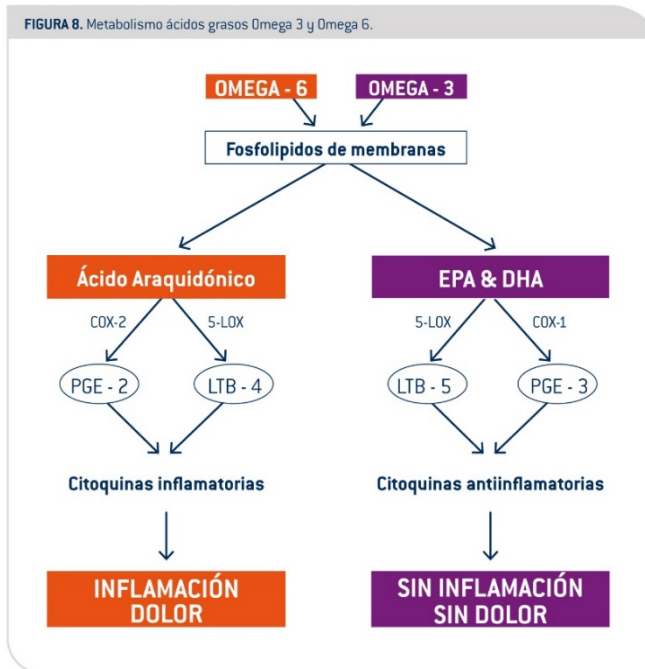 FIGURA 8. Metabolismo ácidos grasos Omega 3 y Omega 6.
OMEGA - 6
OMEGA - 3
Fosfolipidos de membranas
Ácido Araquidónico
EPA & DHA
COX-2
5-LOX
5-LOX
COX-1
PGE - 2
LTB - 4
LTB - 5
PGE - 3
Citoquinas inflamatorias
Citoquinas antiinflamatorias
INFLAMACIÓN
DOLOR
SIN INFLAMACIÓN
SIN DOLOR